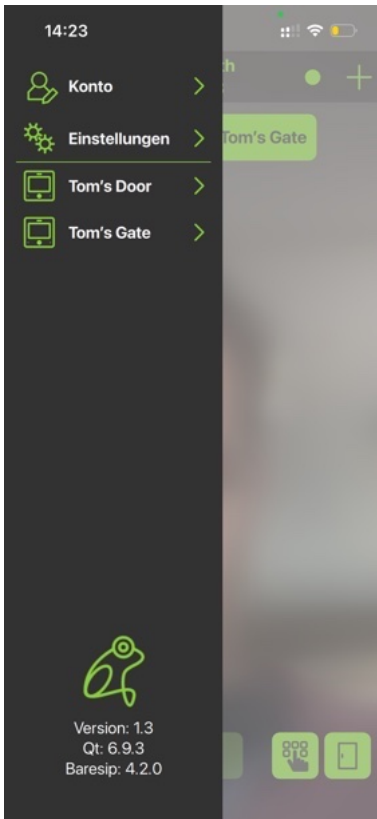 14:23
Konto
Einstellungen
Tom's Door
Tom's Gate
Tom's Gate
Version: 1.3
Qt: 6.9.3
Baresip: 4.2.0